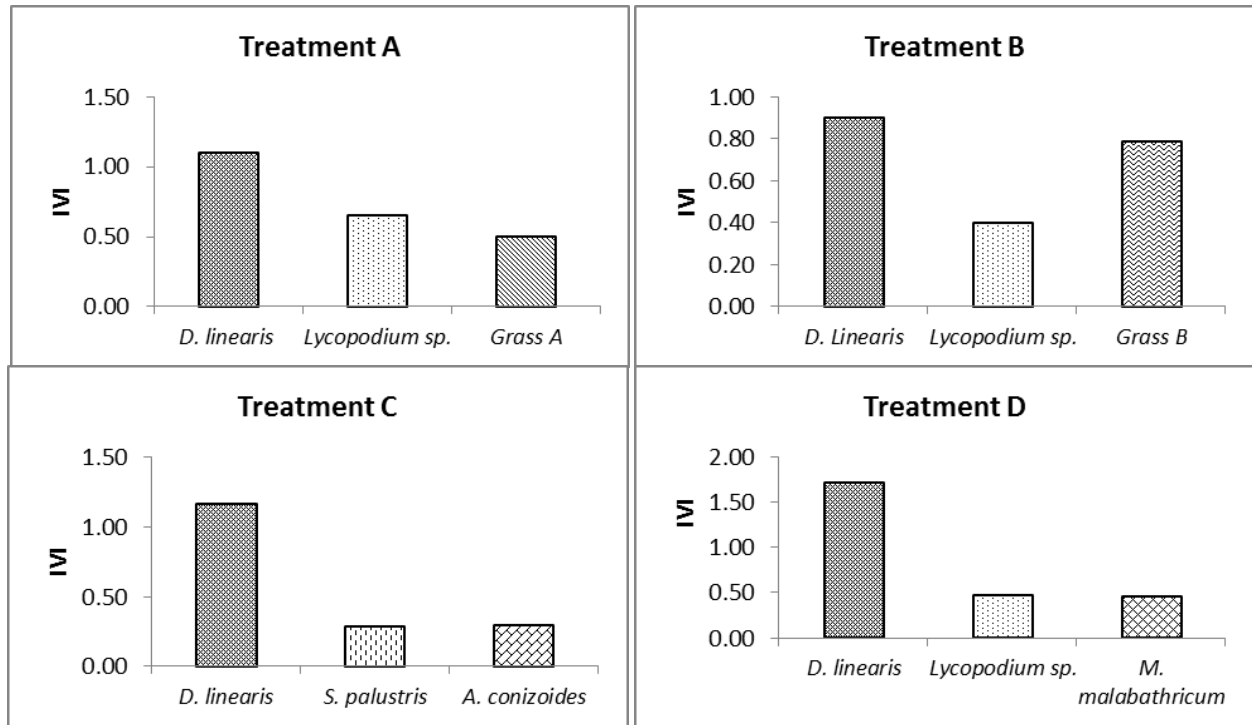 Treatment A
1.50
1.00
0.50
0.00
IVI
D. linearis Lycopodium sp. Grass A
Treatment B
1.00
0.80
0.60
0.40
0.20
0.00
IVI
D. Linearis Lycopodium sp. Grass B
Treatment C
1.50
1.00
0.50
0.00
IVI
D. linearis S. palustris A. conizoides
Treatment D
2.00
1.50
1.00
0.50
0.00
IVI
D. linearis Lycopodium sp. M.
malabathricum